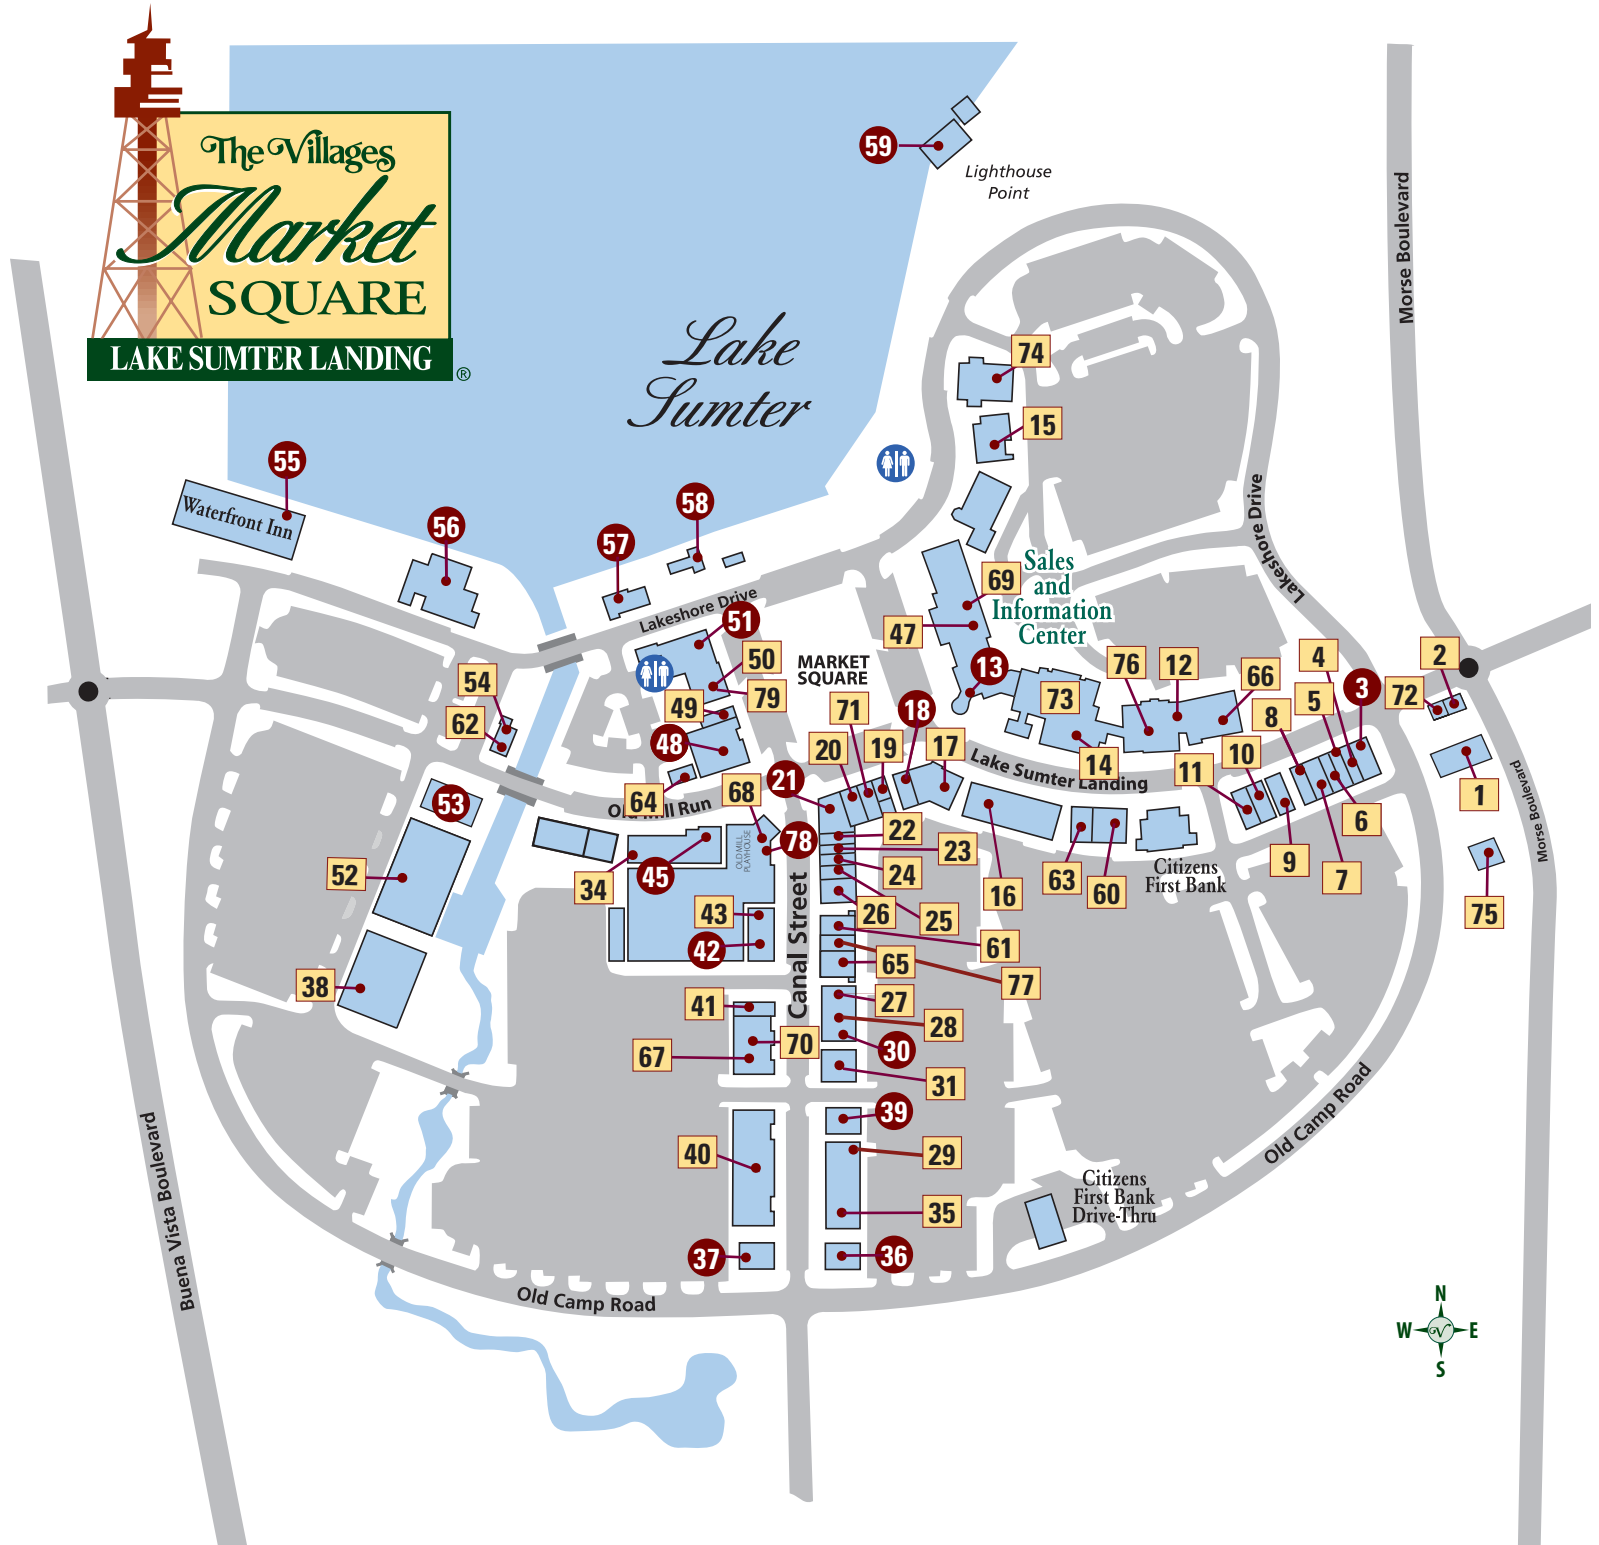 The Villages
Market
SQUARE
LAKE SUMTER LANDING
®
Lake
Sumter
59
Lighthouse
Point
Morse Boulevard
74
15
55
Waterfront Inn
56
57
58
Lakeshore Drive
Lakeshore Drive
69
Sales
and
Information
Center
47
13
51
50
79
49
48
MARKET
SQUARE
54
62
53
64
Old Mill Run
68
21
20
71
19
18
17
73
14
76
12
66
Lake Sumter Landing
11
10
8
5
4
3
72
2
1
6
7
9
Morse Boulevard
75
52
38
34
45
OLD MILL
PLAYHOUSE
78
43
42
Canal Street
22
23
24
26
25
61
65
77
16
63
60
Citizens
First Bank
41
67
70
27
28
30
31
39
40
29
35
37
36
Citizens
First Bank
Drive-Thru
Old Camp Road
Old Camp Road
Buena Vista Boulevard
N
W
E
S